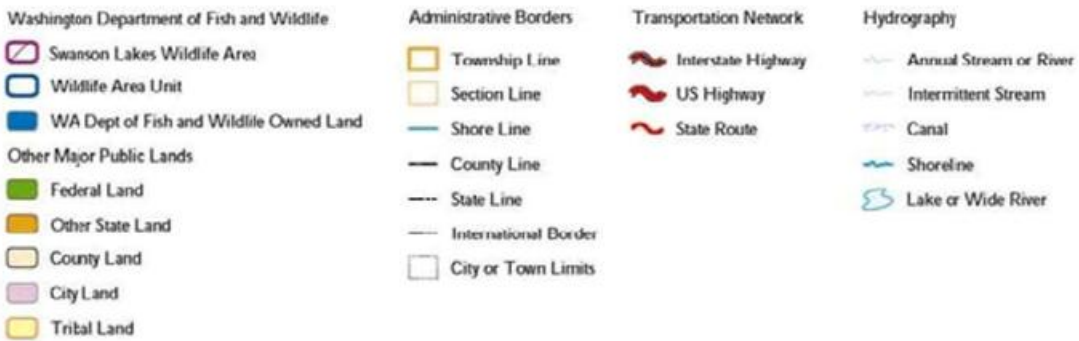 Washington Department of Fish and Wildlife
Swanson Lakes Wildlife Area
Wildlife Area Unit
WA Dept of Fish and Wildlife Owned Land
Other Major Public Lands
Federal Land
Other State Land
County Land
City Land
Tribal Land
Administrative Borders
Township Line
Section Line
Shore Line
County Line
State Line
International Border
City or Town Limits
Transportation Network
Interstate Highway
US Highway
State Route
Hydrography
Annual Stream or River
Intermittent Stream
Canal
Shoreline
Lake or Wide River